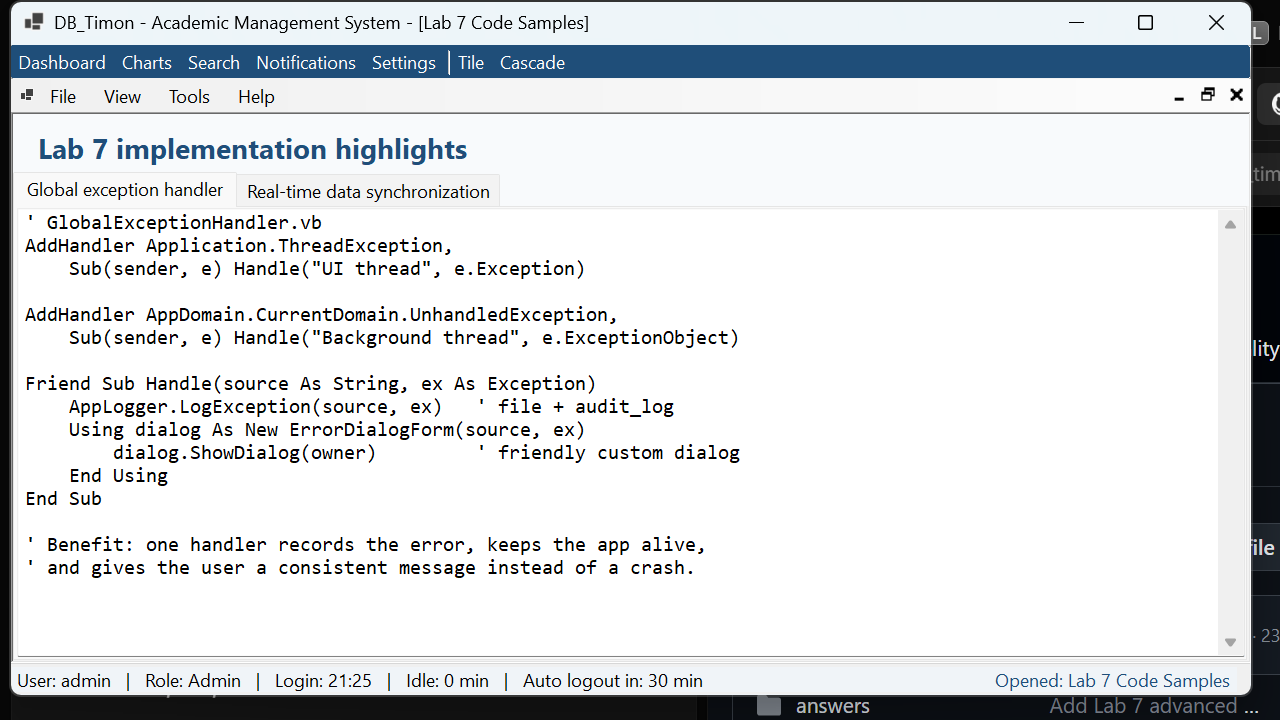 DB_Timon - Academic Management System - [Lab 7 Code Samples]
Dashboard Charts Search Notifications Settings Tile Cascade
File View Tools Help
Lab 7 implementation highlights
Global exception handler Real-time data synchronization
' GlobalExceptionHandler.vb
AddHandler Application.ThreadException,
    Sub(sender, e) Handle("UI thread", e.Exception)
AddHandler AppDomain.CurrentDomain.UnhandledException,
    Sub(sender, e) Handle("Background thread", e.ExceptionObject)
Friend Sub Handle(source As String, ex As Exception)
    AppLogger.LogException(source, ex)   ' file + audit_log
    Using dialog As New ErrorDialogForm(source, ex)
        dialog.ShowDialog(owner)         ' friendly custom dialog
    End Using
End Sub
' Benefit: one handler records the error, keeps the app alive,
' and gives the user a consistent message instead of a crash.
User: admin | Role: Admin | Login: 21:25 | Idle: 0 min | Auto logout in: 30 min Opened: Lab 7 Code Samples
L
_tim
lity
file
· 23
answers Add Lab 7 advanced ...